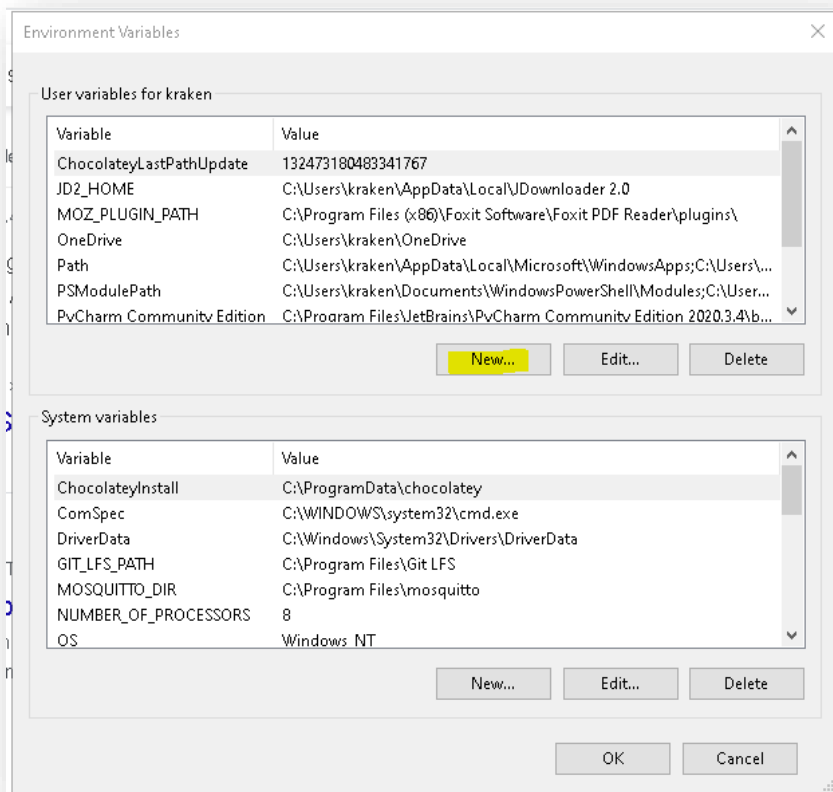 Environment Variables
User variables for kraken
Variable Value
ChocolateyLastPathUpdate 132473180483341767
JD2_HOME C:\Users\kraken\AppData\Local\JDownloader 2.0
MOZ_PLUGIN_PATH C:\Program Files (x86)\Foxit Software\Foxit PDF Reader\plugins\
OneDrive C:\Users\kraken\OneDrive
Path C:\Users\kraken\AppData\Local\Microsoft\WindowsApps;C:\Users\...
PSModulePath C:\Users\kraken\Documents\WindowsPowerShell\Modules;C:\User...
PyCharm Community Edition C:\Program Files\JetBrains\PyCharm Community Edition 2020.3.4\b...
New... Edit... Delete
System variables
Variable Value
ChocolateyInstall C:\ProgramData\chocolatey
ComSpec C:\WINDOWS\system32\cmd.exe
DriverData C:\Windows\System32\Drivers\DriverData
GIT_LFS_PATH C:\Program Files\Git LFS
MOSQUITTO_DIR C:\Program Files\mosquitto
NUMBER_OF_PROCESSORS 8
OS Windows_NT
New... Edit... Delete
OK Cancel